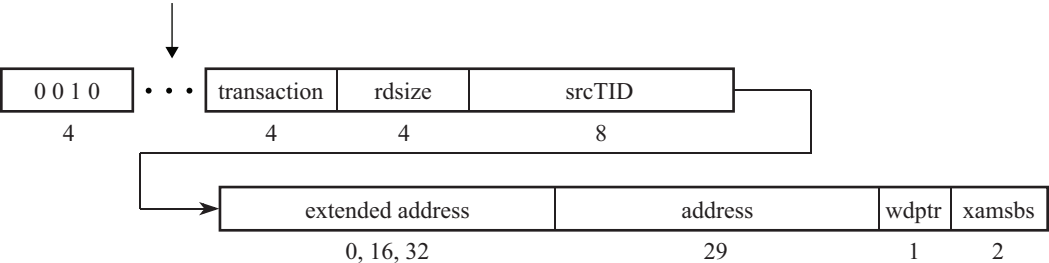 0 0 1 0 • • • transaction rdsize srcTID
4 4 4 8
extended address address wdptr xamsbs
0, 16, 32 29 1 2